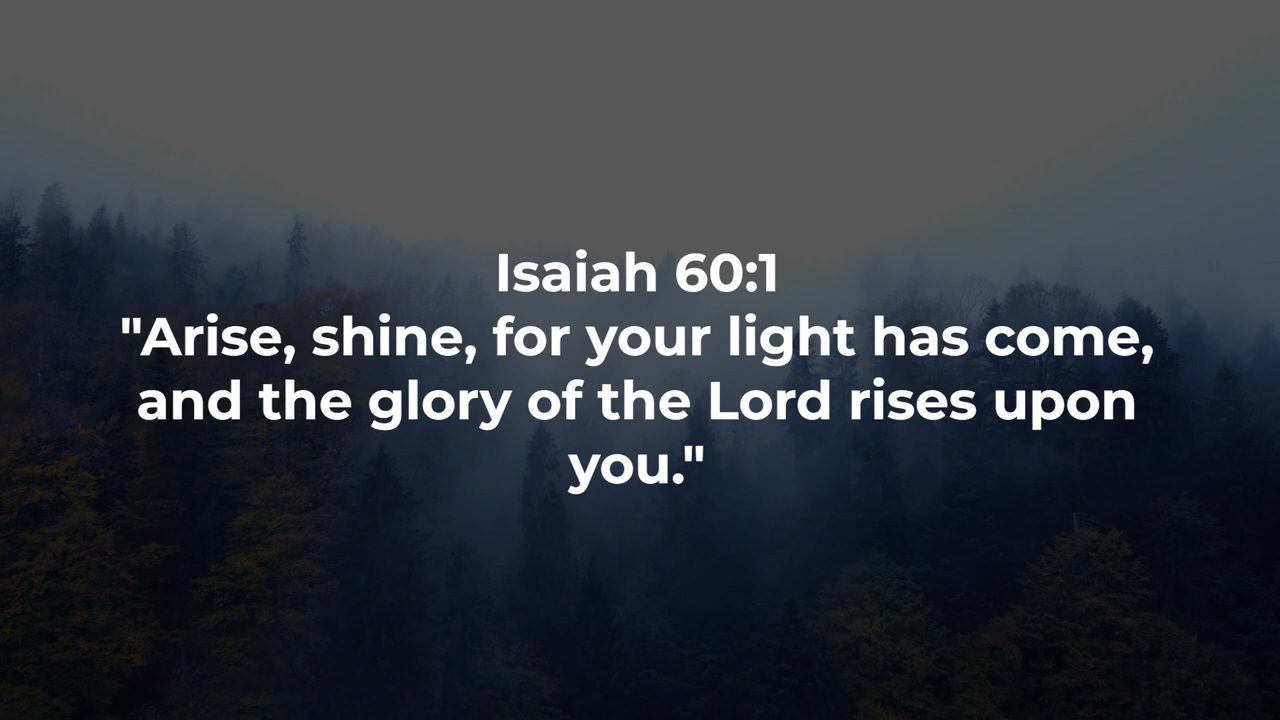 Isaiah 60:1
"Arise, shine, for your light has come,
and the glory of the Lord rises upon
you."